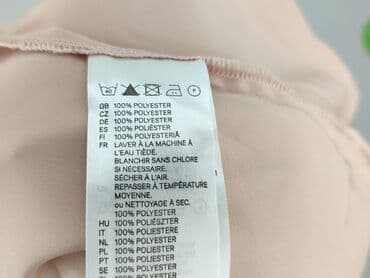 GB 100% POLYESTER
CZ 100% POLYESTER
DE 100% POLYESTER
ES 100% POLIÉSTER
FI 100% POLYESTERIÄ
FR LAVER À LA MACHINE À
L'EAU TIÈDE.
BLANCHIR SANS CHLORE
SI NÉCESSAIRE,
SÉCHER À L'AIR.
REPASSER À TEMPÉRATURE
MOYENNE.
ou NETTOYAGE À SEC.
100% POLYESTER
HU 100% POLIÉSZTER
IT 100% POLIESTERE
NL 100% POLYESTER
PL 100% POLIESTER
PT 100% POLIÉSTER
SE 100% POLYESTER